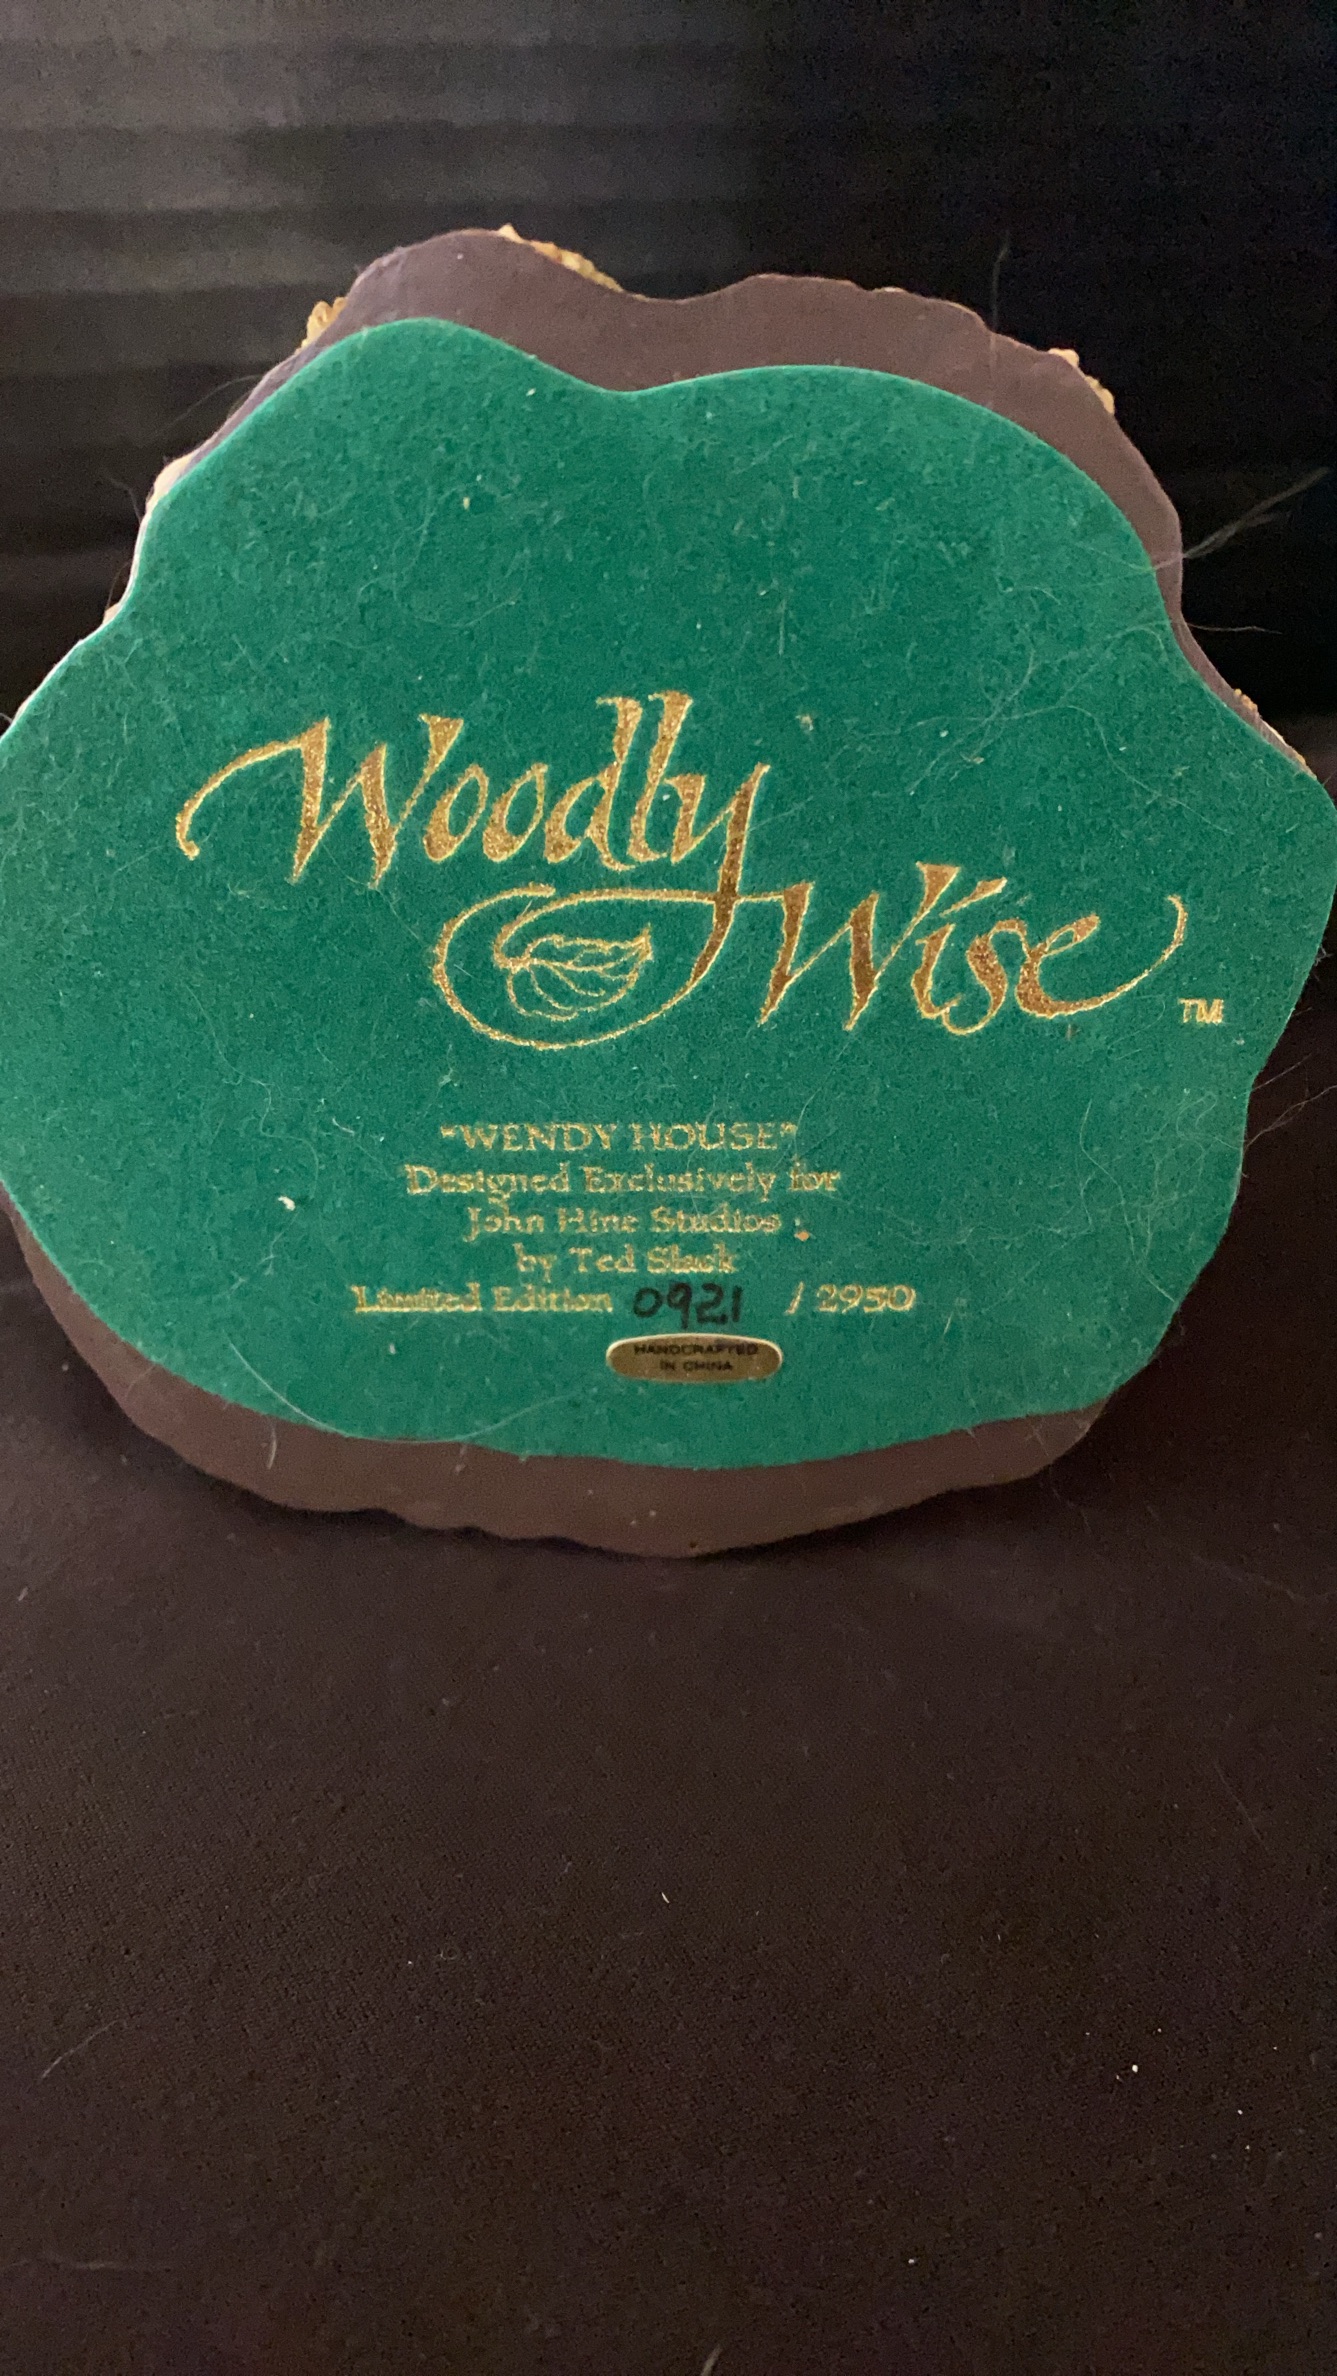 Woodly
Wise
TM
"WENDY HOUSE"
Designed Exclusively for
John Hine Studios
by Ted Slack
Limited Edition 0921 / 2950
HANDCRAFTED
IN CHINA